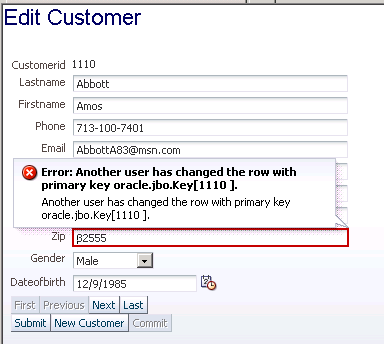 Edit Customer
Customerid 1110
Lastname Abbott
Firstname Amos
Phone 713-100-7401
Email AbbottA83@msn.com
Error: Another user has changed the row with
primary key oracle.jbo.Key[1110 ].
Another user has changed the row with primary key
oracle.jbo.Key[1110 ].
Zip 2555
Gender Male
Dateofbirth 12/9/1985
First Previous Next Last
Submit New Customer Commit